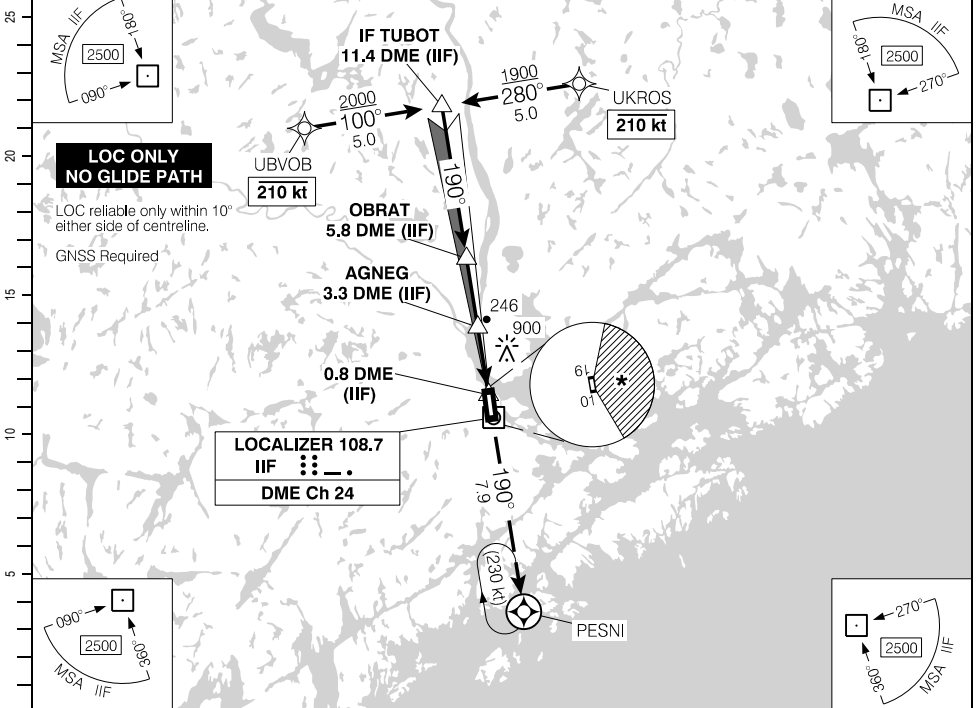 25
20
15
10
5
MSA IIF
180°
2500
090°
IF TUBOT
11.4 DME (IIF)
MSA IIF
180°
2500
270°
2000
100°
5.0
1900
280°
5.0
UKROS
210 kt
UBVOB
210 kt
LOC ONLY
NO GLIDE PATH
LOC reliable only within 10°
either side of centreline.
GNSS Required
190°
OBRAT
5.8 DME (IIF)
AGNEG
3.3 DME (IIF)
246
900
0.8 DME
(IIF)
19
01
*
LOCALIZER 108.7
IIF
DME Ch 24
190°
7.9
(230 kt)
PESNI
090°
2500
360°
MSA IIF
270°
2500
360°
MSA IIF